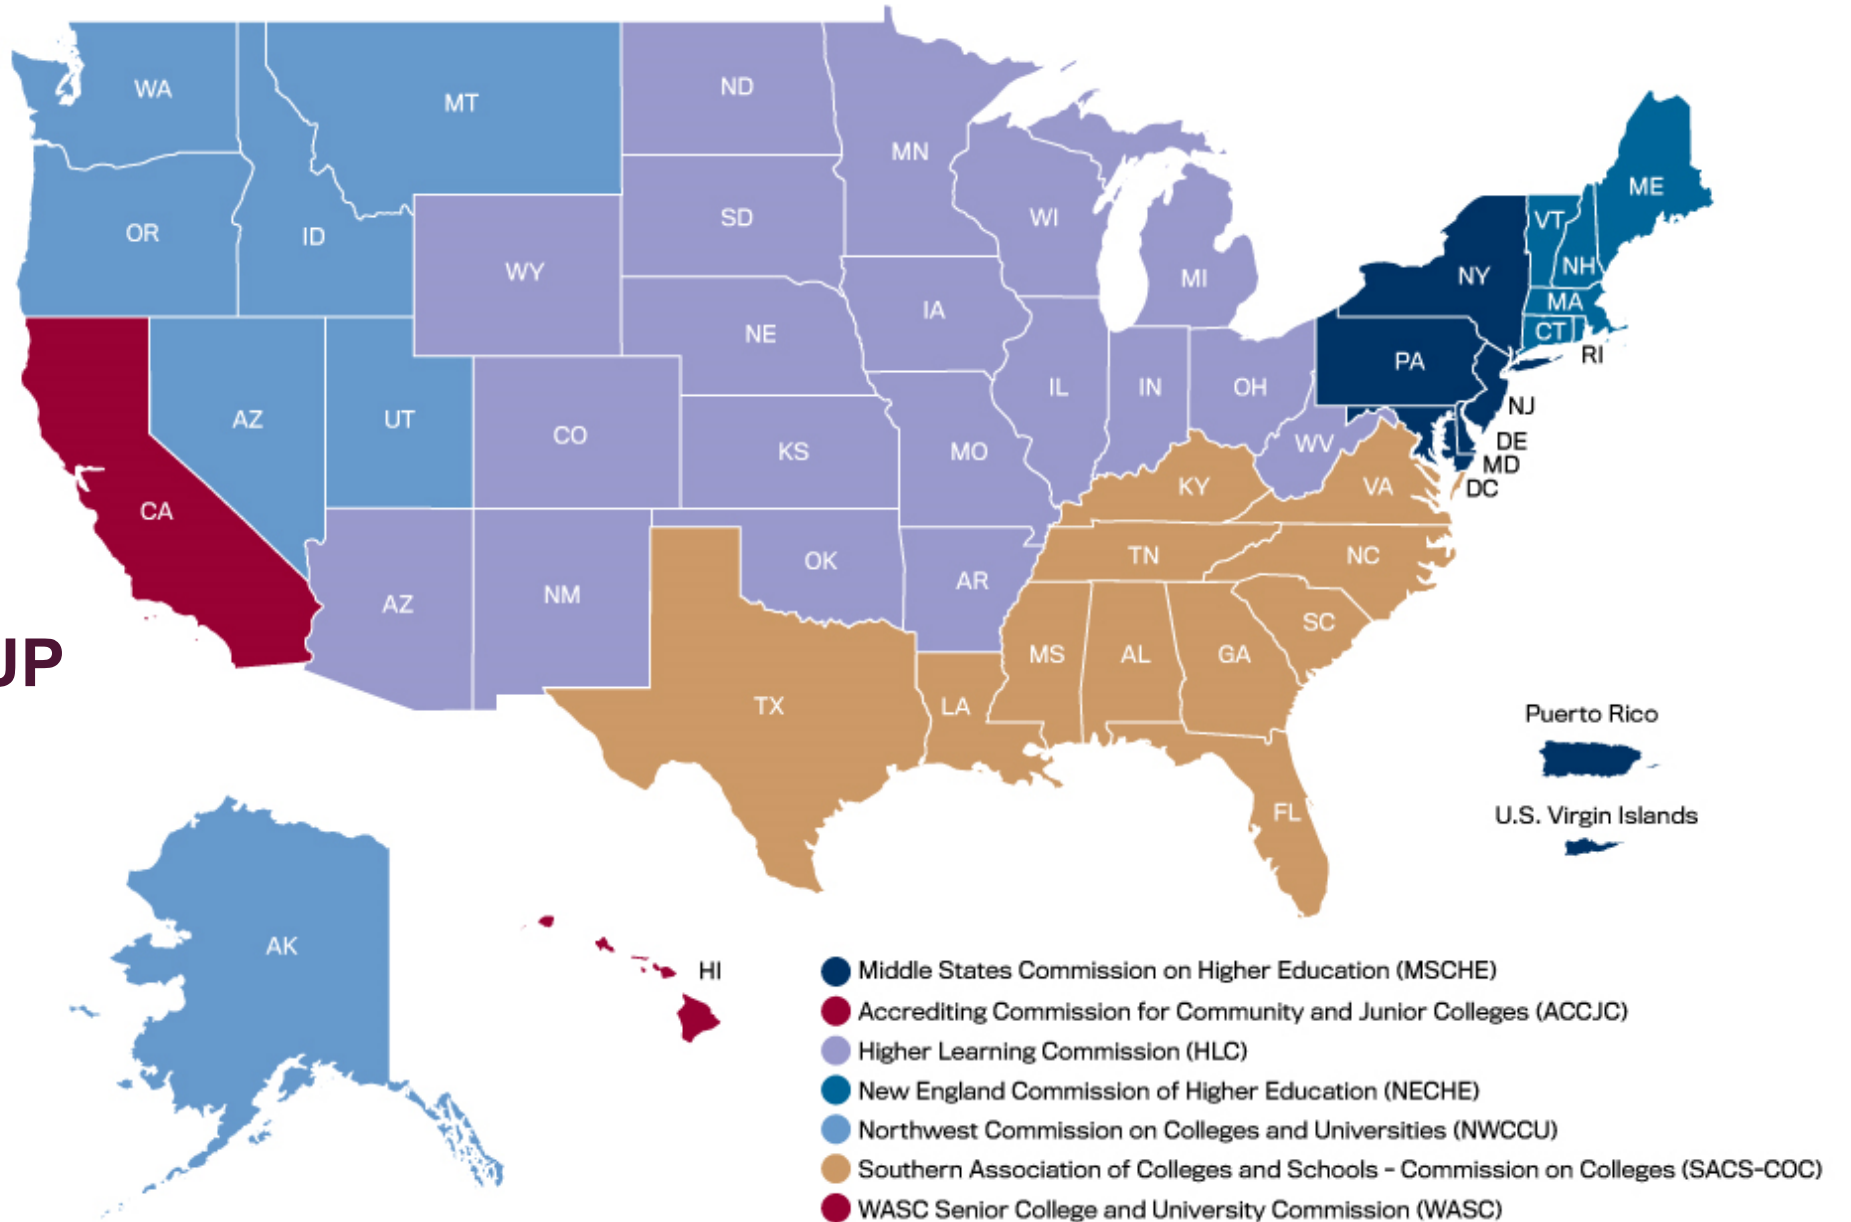 WA
MT
ND
MN
ME
OR
ID
SD
WI
VT
WY
MI
NY
NH
IA
MA
NE
CT
RI
PA
IL
IN
OH
NJ
AZ
UT
CO
KS
MO
WV
DE
MD
DC
CA
KY
VA
OK
TN
NC
AZ
NM
AR
SC
UP
MS
AL
GA
TX
LA
Puerto Rico
FL
U.S. Virgin Islands
AK
HI
Middle States Commission on Higher Education (MSCHE)
Accrediting Commission for Community and Junior Colleges (ACCJC)
Higher Learning Commission (HLC)
New England Commission of Higher Education (NECHE)
Northwest Commission on Colleges and Universities (NWCCU)
Southern Association of Colleges and Schools - Commission on Colleges (SACS-COC)
WASC Senior College and University Commission (WASC)